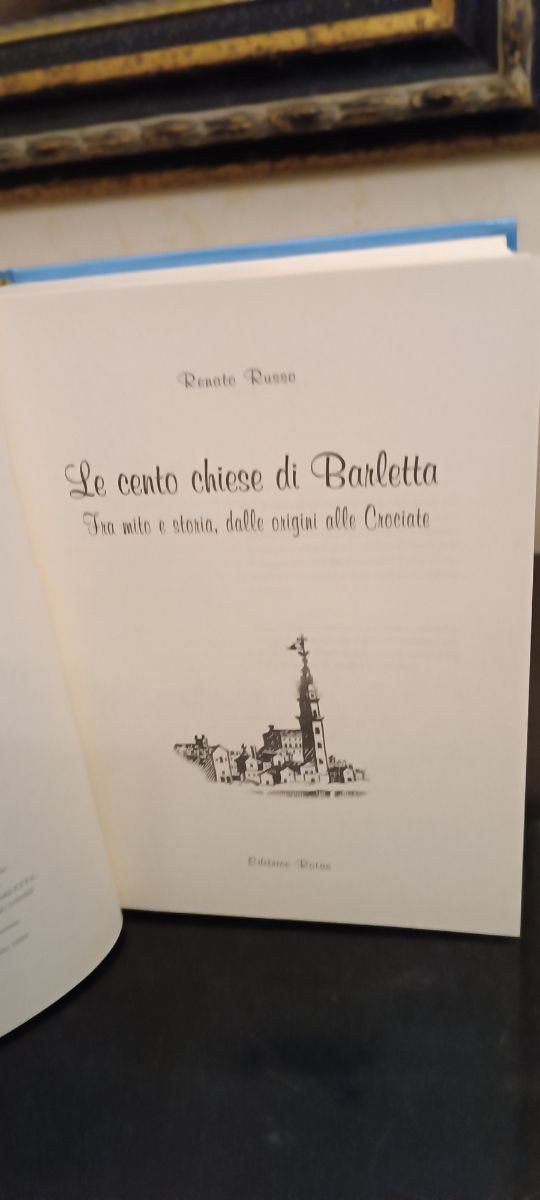 Renato Russo
Le cento chiese di Barletta
Fra mito e storia, dalle origini alle Crociate
Editrice Rotas